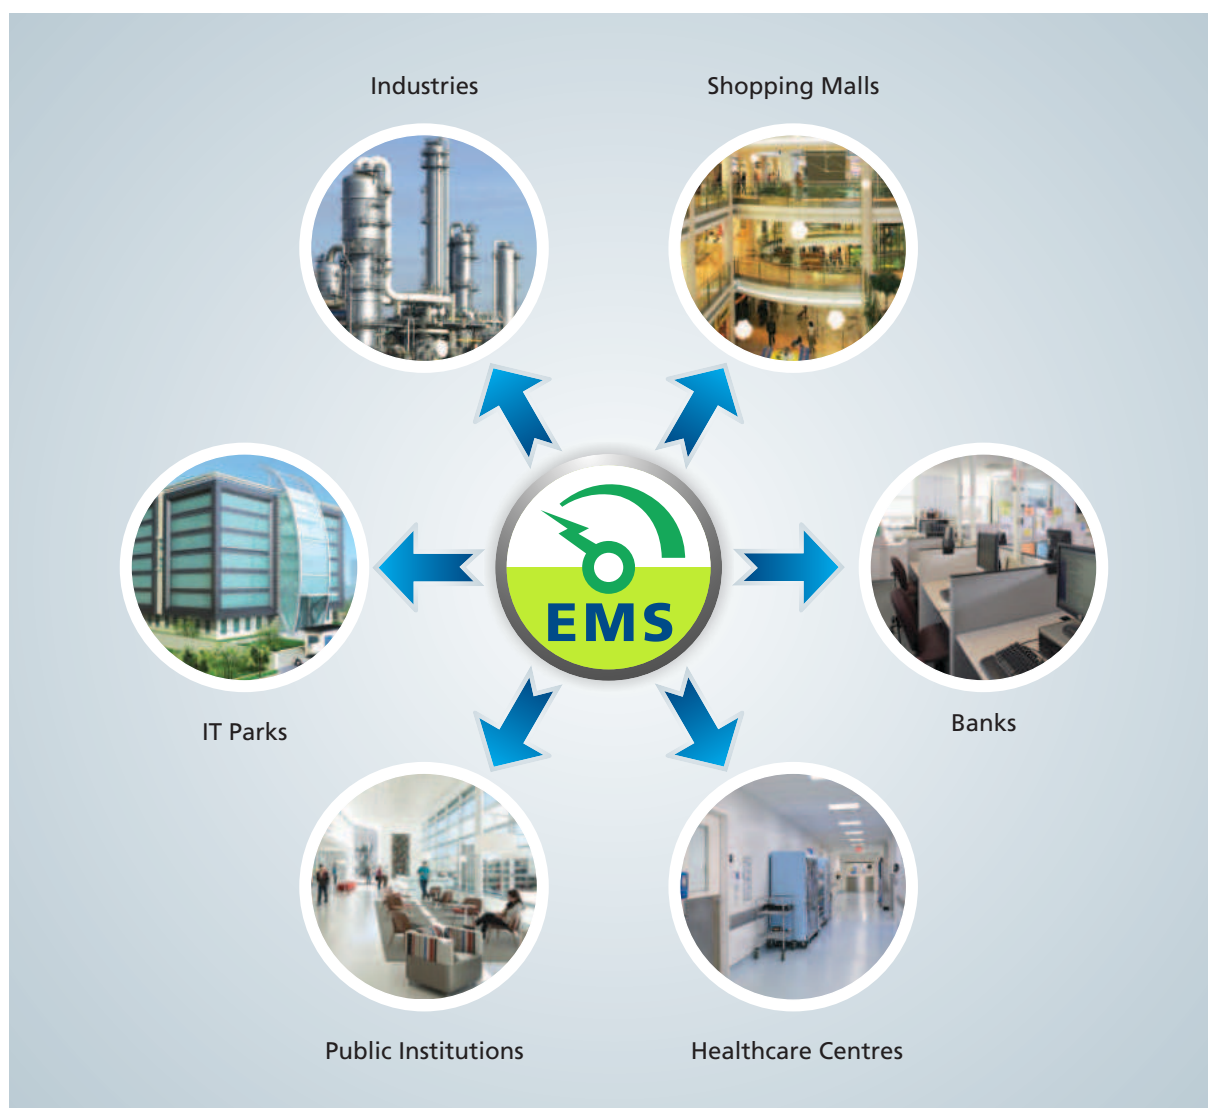 Industries
Shopping Malls
EMS
IT Parks
Banks
Public Institutions
Healthcare Centres